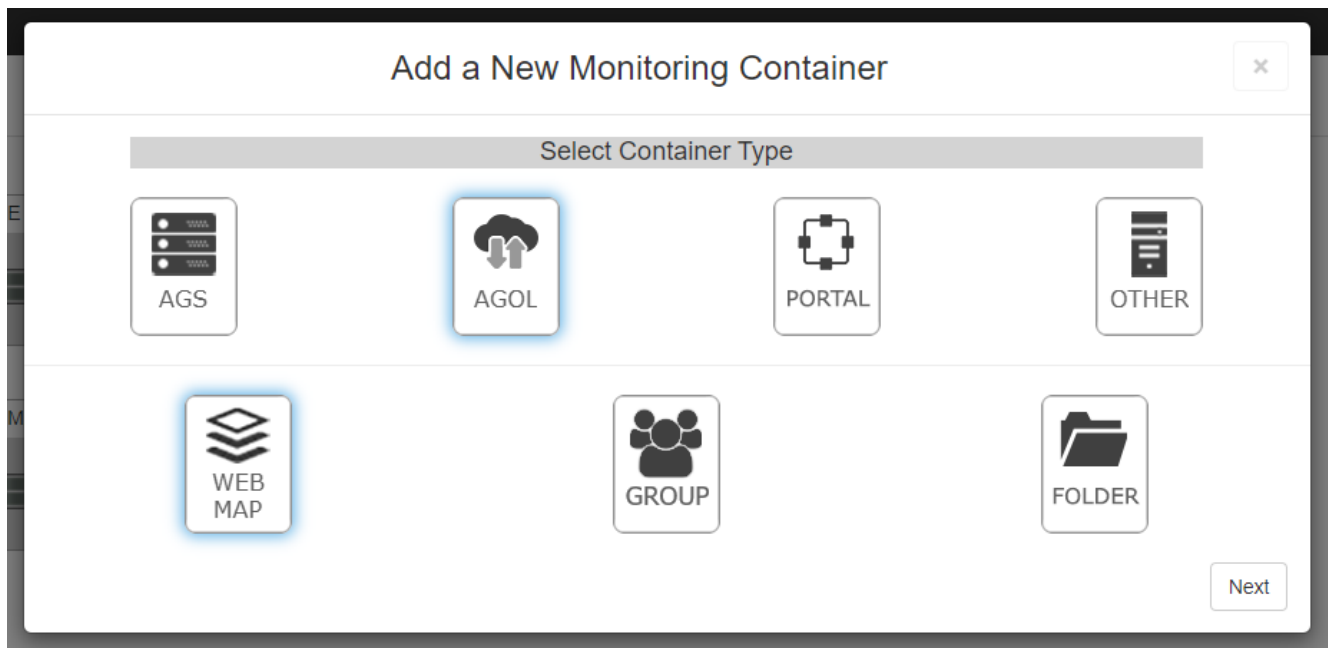 Add a New Monitoring Container
×
Select Container Type
E
AGS
AGOL
PORTAL
OTHER
M
WEB
MAP
GROUP
FOLDER
Next